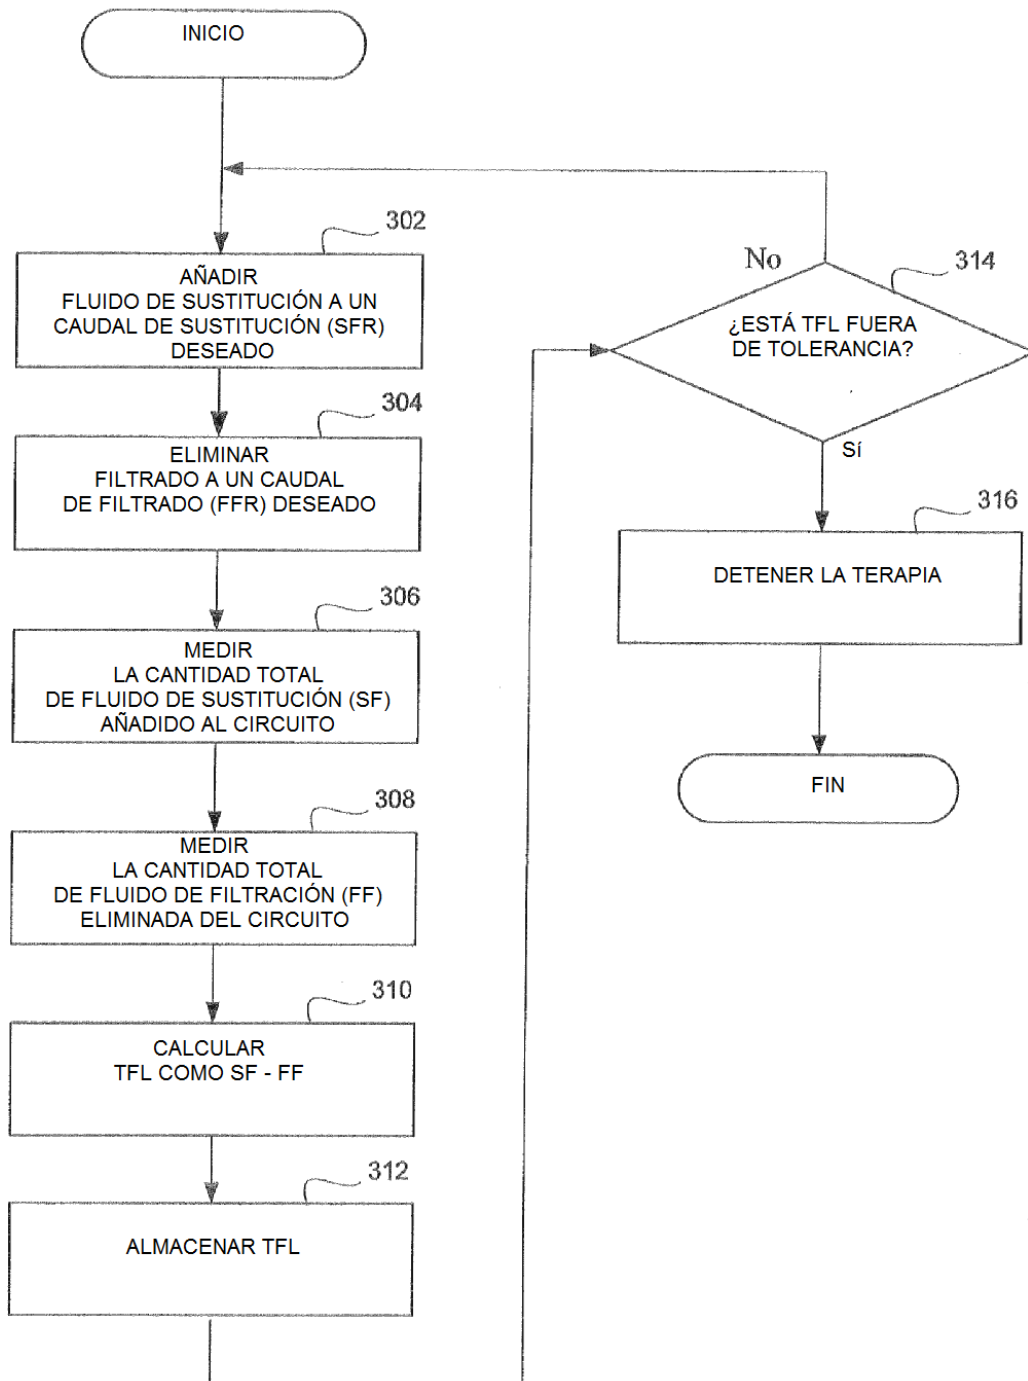 INICIO
302
AÑADIR
FLUIDO DE SUSTITUCIÓN A UN
CAUDAL DE SUSTITUCIÓN (SFR)
DESEADO
304
ELIMINAR
FILTRADO A UN CAUDAL
DE FILTRADO (FFR) DESEADO
306
MEDIR
LA CANTIDAD TOTAL
DE FLUIDO DE SUSTITUCIÓN (SF)
AÑADIDO AL CIRCUITO
308
MEDIR
LA CANTIDAD TOTAL
DE FLUIDO DE FILTRACIÓN (FF)
ELIMINADA DEL CIRCUITO
310
CALCULAR
TFL COMO SF - FF
312
ALMACENAR TFL
No
314
¿ESTÁ TFL FUERA
DE TOLERANCIA?
Sí
316
DETENER LA TERAPIA
FIN